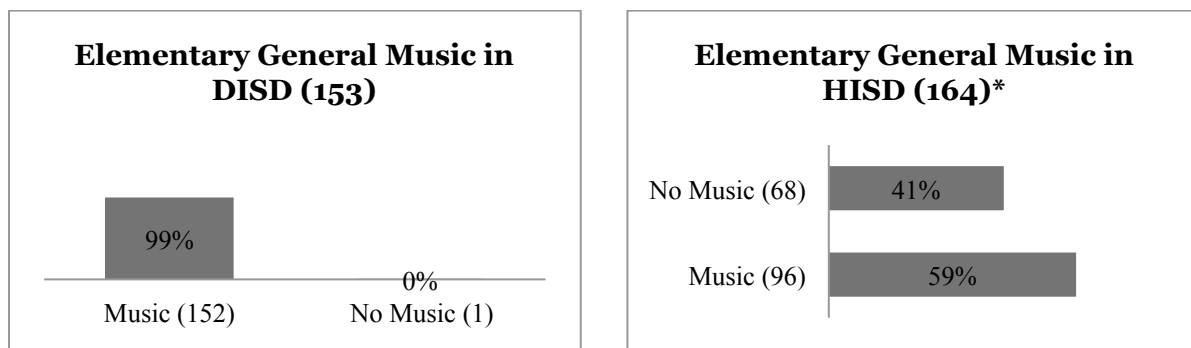 Elementary General Music in
DISD (153)
99%
0%
Music (152)
No Music (1)
Elementary General Music in
HISD (164)*
No Music (68)
41%
Music (96)
59%